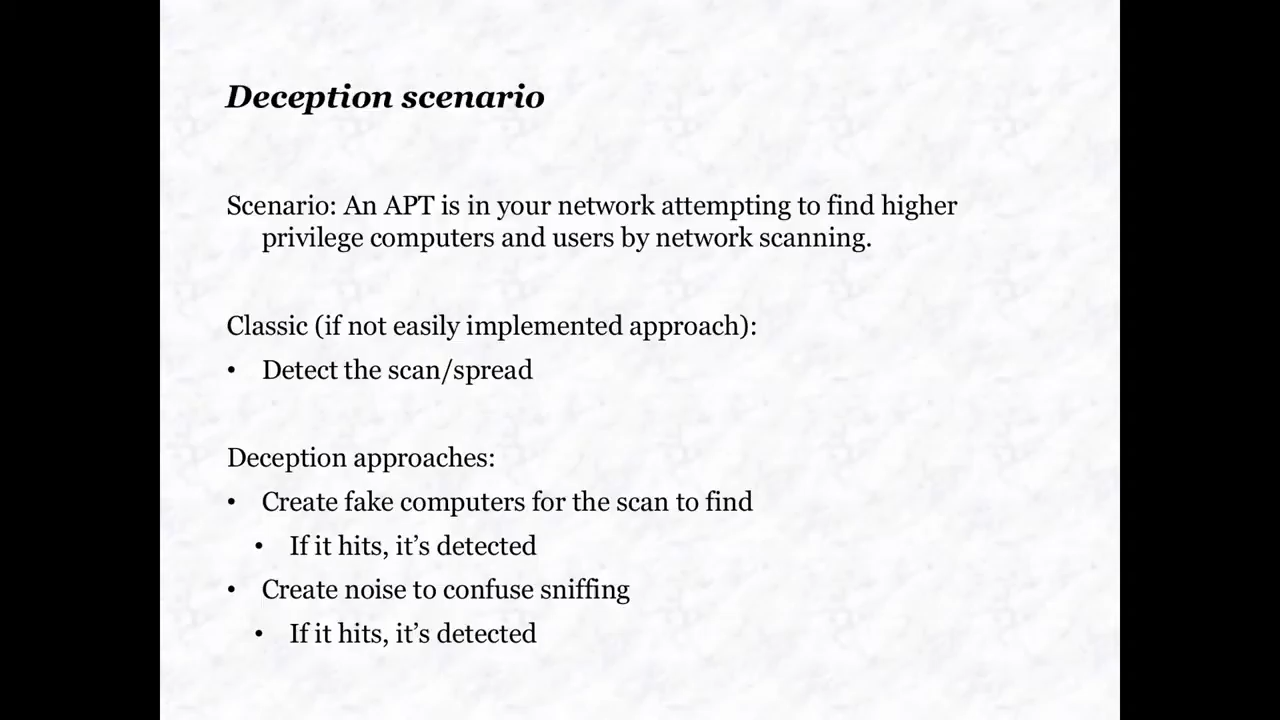 Deception scenario
Scenario: An APT is in your network attempting to find higher
privilege computers and users by network scanning.
Classic (if not easily implemented approach):
• Detect the scan/spread
Deception approaches:
• Create fake computers for the scan to find
• If it hits, it’s detected
• Create noise to confuse sniffing
• If it hits, it’s detected